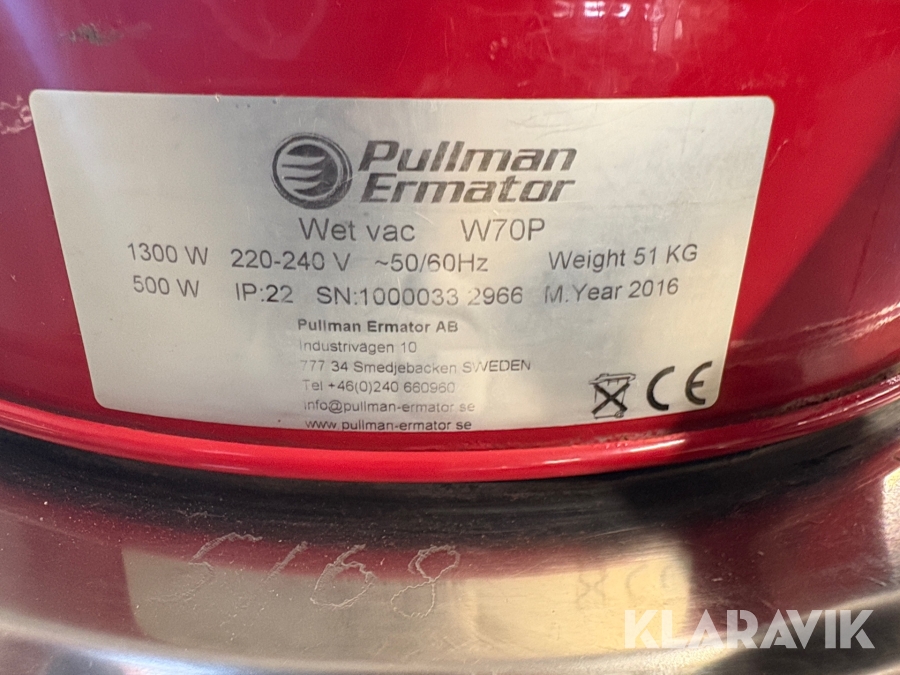 Pullman
Ermator
Wet vac W70P
1300 W 220-240 V ~50/60Hz Weight 51 KG
500 W IP:22 SN:1000033 2966 M.Year 2016
Pullman Ermator AB
Industrivägen 10
777 34 Smedjebacken SWEDEN
Tel +46(0)240 660960
info@pullman-ermator se
www.pullman-ermator se
CE
5168
KLARAVIK